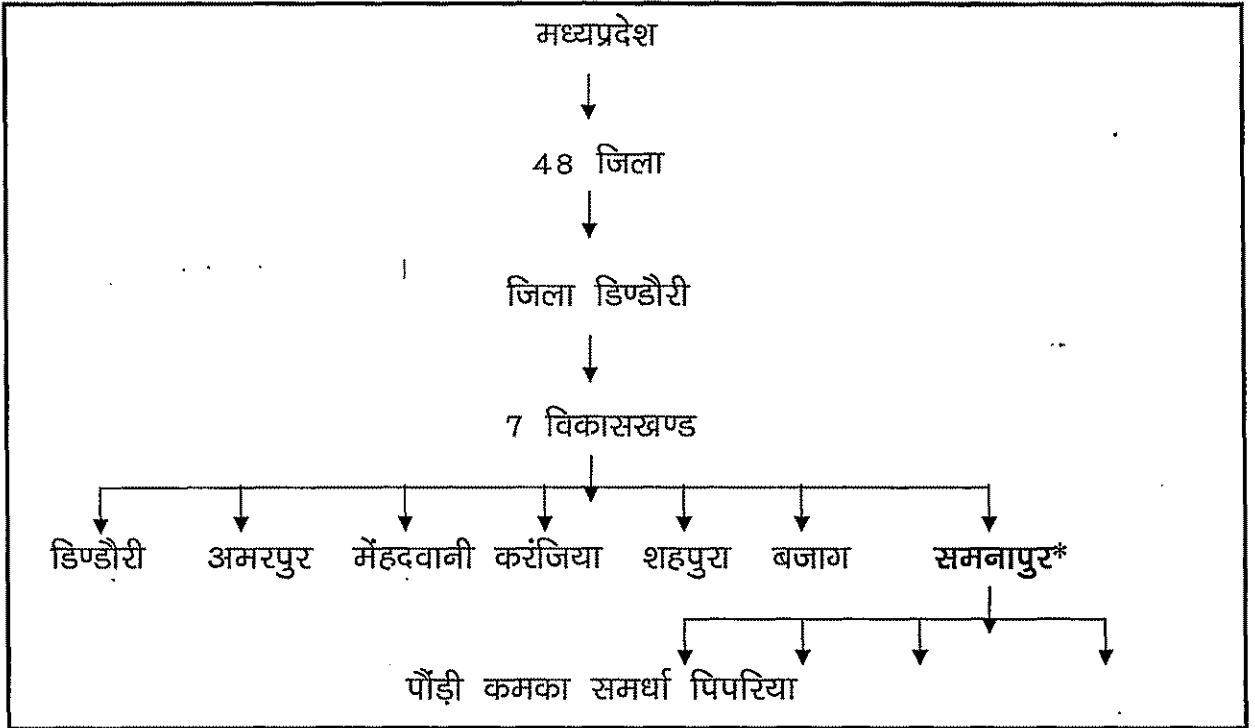 मध्यप्रदेश
48 जिला
जिला डिण्डौरी
7 विकासखण्ड
डिण्डौरी अमरपुर मेंहदवानी करंजिया शहपुरा बजाग समनापुर*
पौंड़ी कमका समर्धा पिपरिया